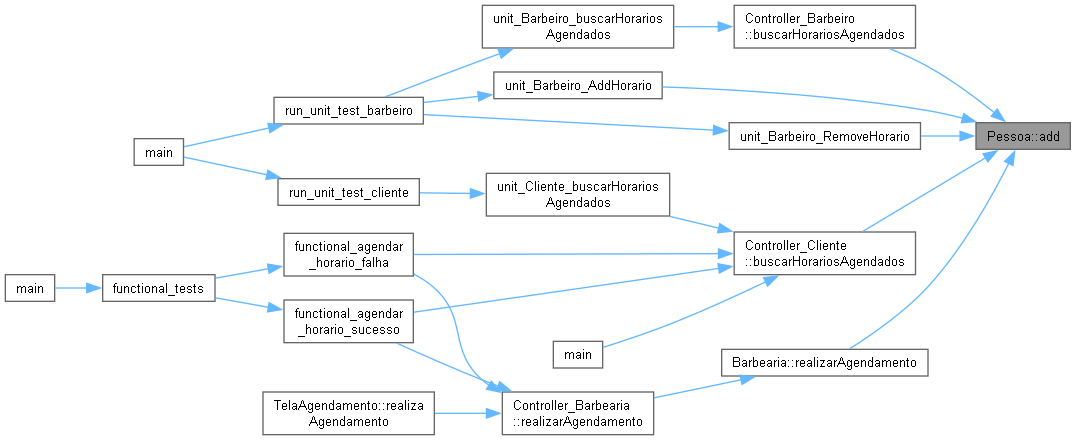 unit_Barbeiro_buscarHorarios
Agendados
Controller_Barbeiro
::buscarHorariosAgendados
unit_Barbeiro_AddHorario
run_unit_test_barbeiro
unit_Barbeiro_RemoveHorario
Pessoa::add
main
run_unit_test_cliente
unit_Cliente_buscarHorarios
Agendados
functional_agendar
_horario_falha
Controller_Cliente
::buscarHorariosAgendados
main
functional_tests
functional_agendar
_horario_sucesso
main
Barbearia::realizarAgendamento
TelaAgendamento::realiza
Agendamento
Controller_Barbearia
::realizarAgendamento